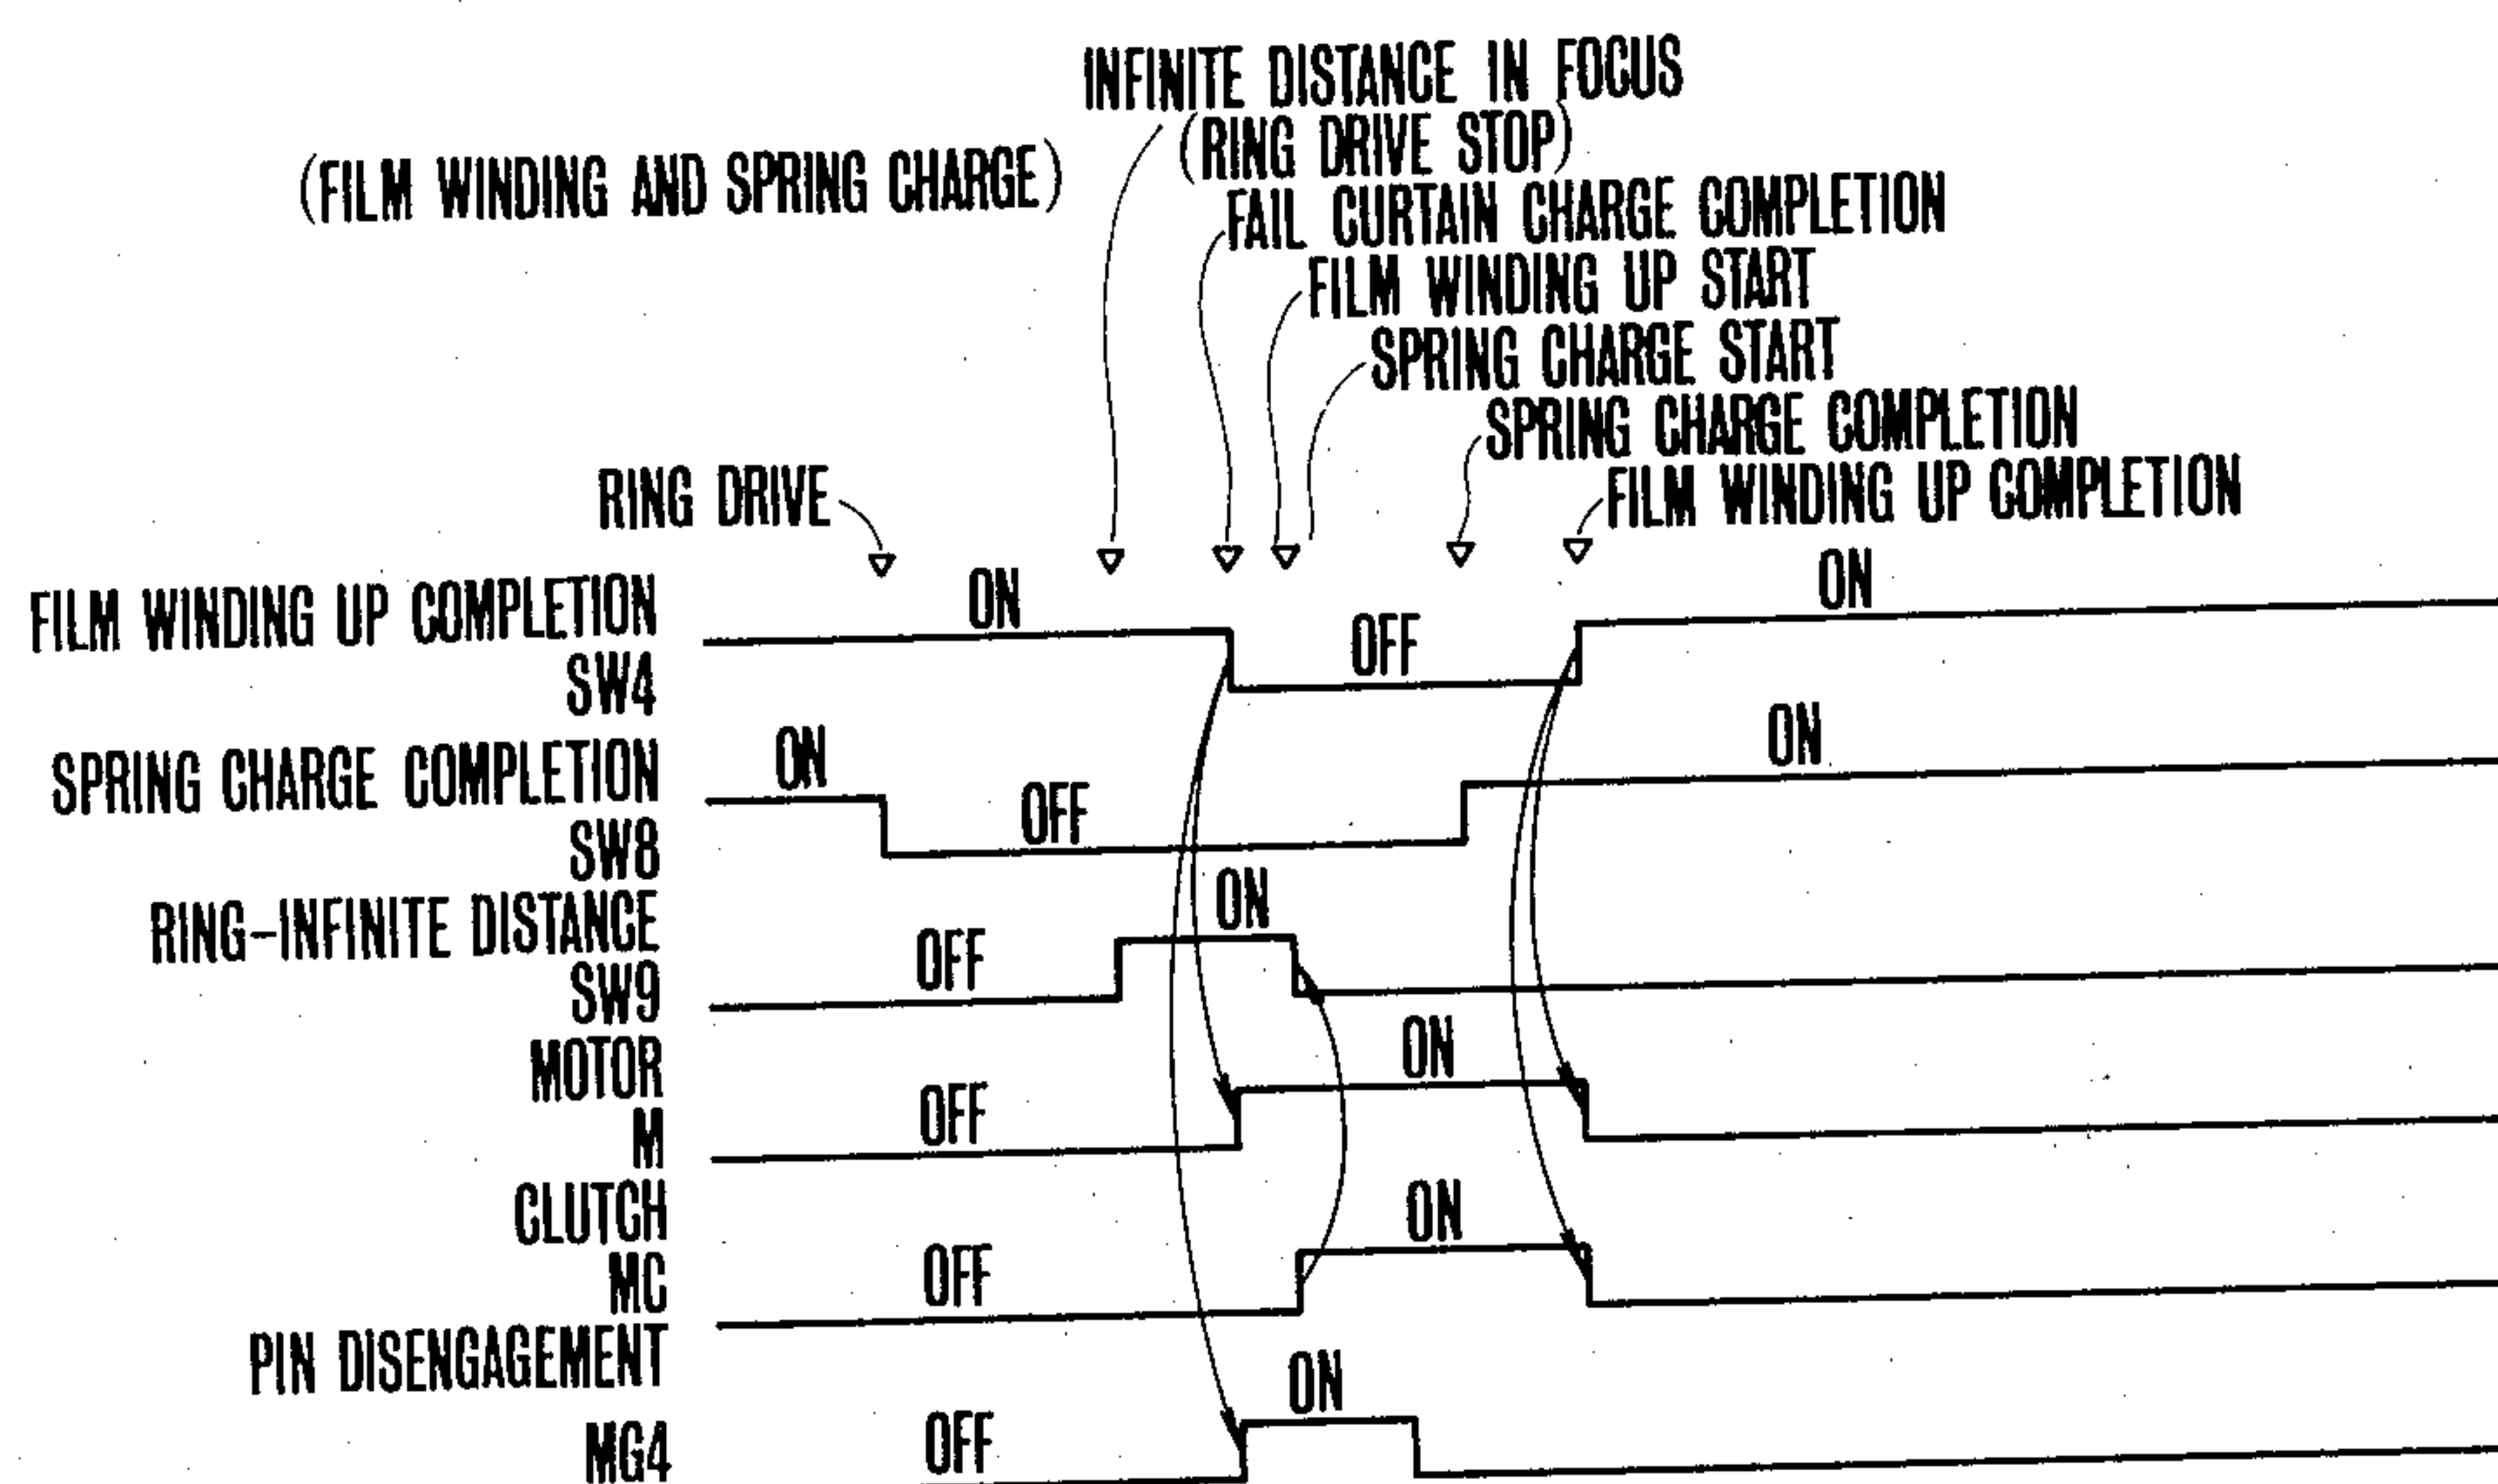 INFINITE DISTANCE IN FOCUS
(RING DRIVE STOP)
(FILM WINDING AND SPRING CHARGE)
FAIL CURTAIN CHARGE COMPLETION
FILM WINDING UP START
SPRING CHARGE START
SPRING CHARGE COMPLETION
RING DRIVE
FILM WINDING UP COMPLETION
FILM WINDING UP COMPLETION
SW4
ON
OFF
ON
SPRING CHARGE COMPLETION
SW8
ON
OFF
ON
RING-INFINITE DISTANCE
SW9
OFF
ON
MOTOR
M
OFF
ON
CLUTCH
MC
OFF
ON
PIN DISENGAGEMENT
MG4
OFF
ON